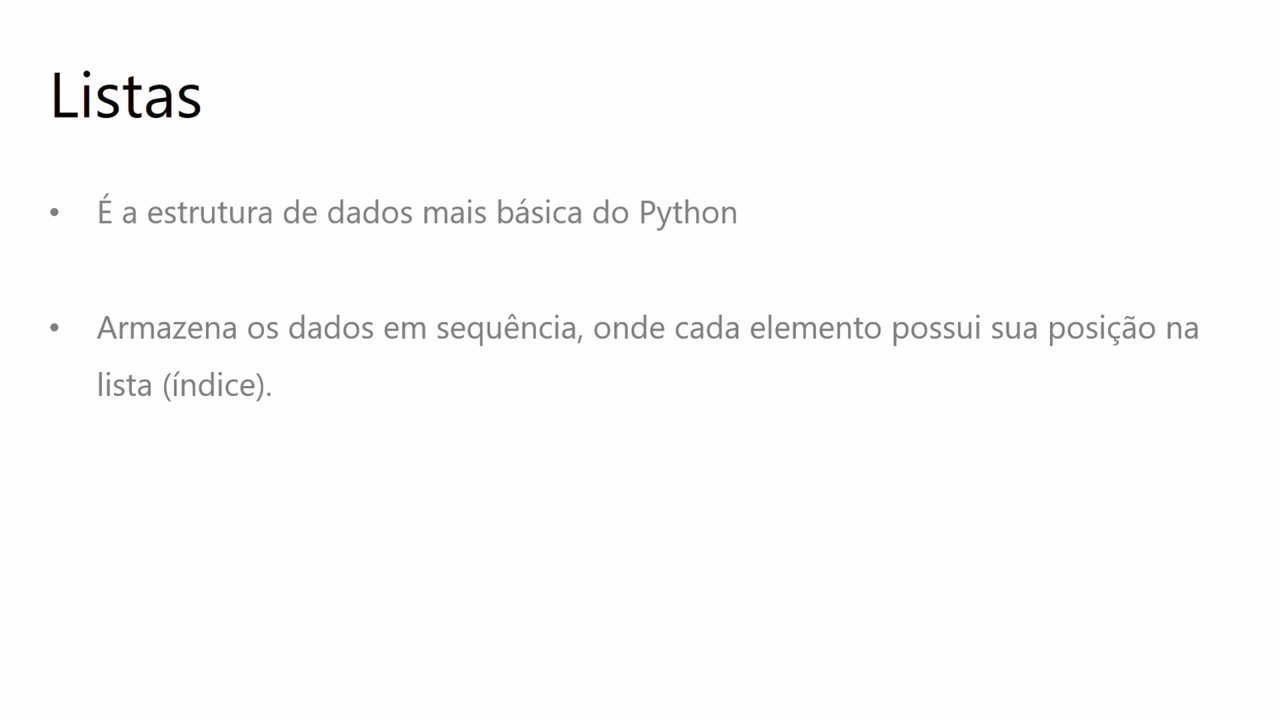 Listas
• É a estrutura de dados mais básica do Python
• Armazena os dados em sequência, onde cada elemento possui sua posição na
lista (índice).